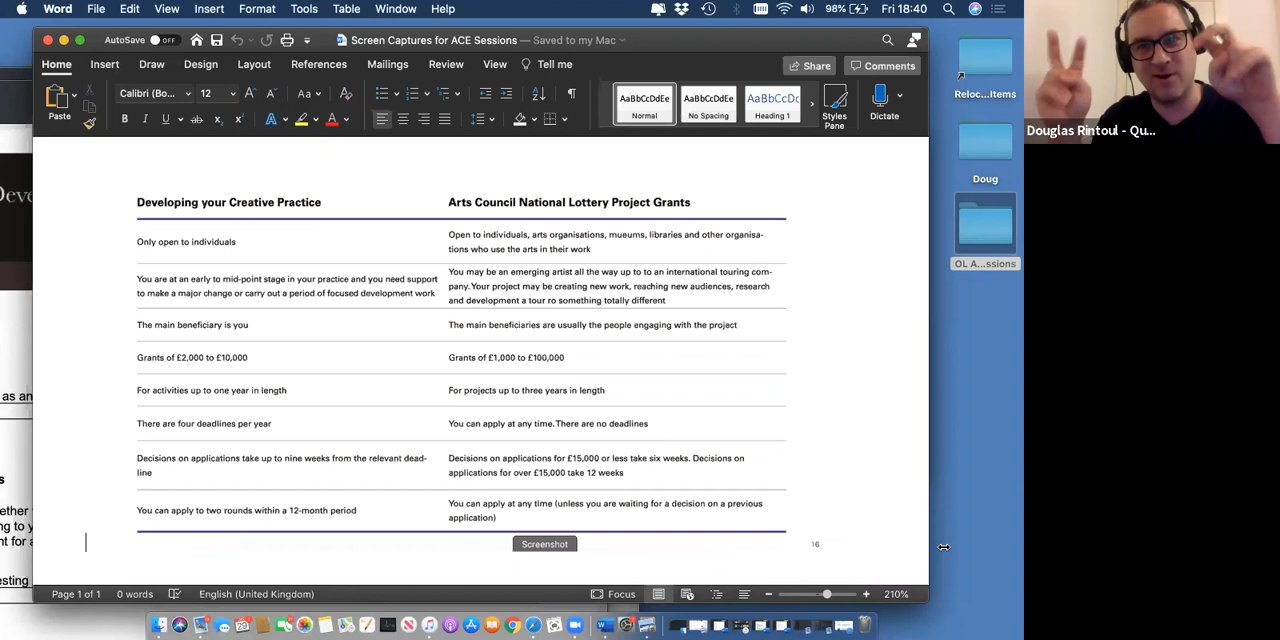 Word File Edit View Insert Format Tools Table Window Help 98% Fri 18:40
AutoSave OFF Screen Captures for ACE Sessions — Saved to my Mac
Home Insert Draw Design Layout References Mailings Review View Tell me Share Comments
Paste Calibri (Bo... 12 Aa AaBbCcDdEe AaBbCcDdEe AaBbCcDc Styles Pane Dictate
Normal No Spacing Heading 1
Developing your Creative Practice
Arts Council National Lottery Project Grants
Only open to individuals
Open to individuals, arts organisations, mueums, libraries and other organisa-
tions who use the arts in their work
You are at an early to mid-point stage in your practice and you need support
to make a major change or carry out a period of focused development work
You may be an emerging artist all the way up to to an international touring com-
pany. Your project may be creating new work, reaching new audiences, research
and development a tour ro something totally different
The main beneficiary is you
The main beneficiaries are usually the people engaging with the project
Grants of £2,000 to £10,000
Grants of £1,000 to £100,000
For activities up to one year in length
For projects up to three years in length
There are four deadlines per year
You can apply at any time. There are no deadlines
Decisions on applications take up to nine weeks from the relevant dead-
line
Decisions on applications for £15,000 or less take six weeks. Decisions on
applications for over £15,000 take 12 weeks
You can apply to two rounds within a 12-month period
You can apply at any time (unless you are waiting for a decision on a previous
application)
Screenshot
16
Page 1 of 1 0 words English (United Kingdom) Focus 210%
Reloc...Items
Doug
OL A...ssions
Douglas Rintoul - Qu...
as an